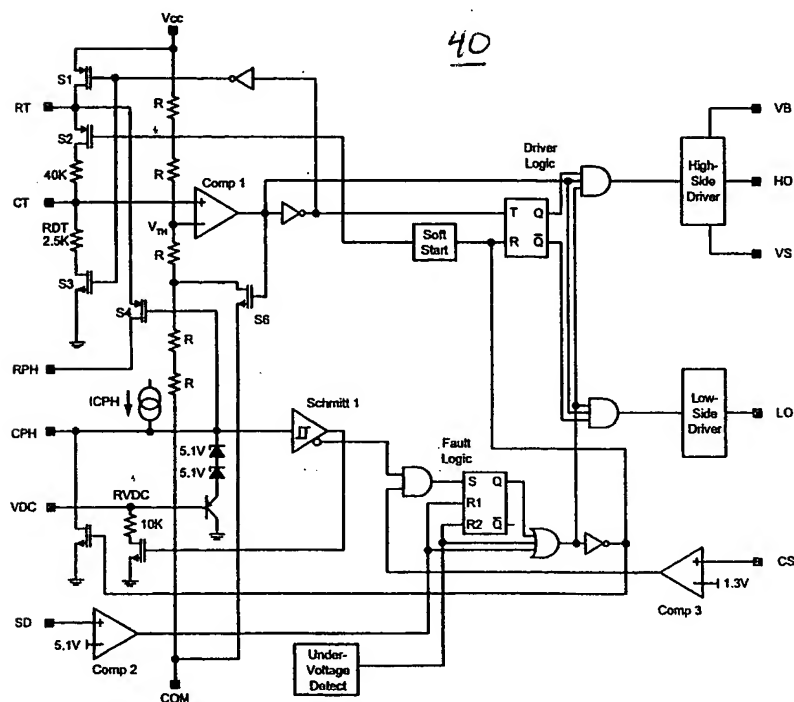 40
Vcc
S1
RT
R
VB
S2
R
Driver
Logic
High-
Side
Driver
HO
40K
Comp 1
CT
VTH
T Q
RDT
2.5K
R
Soft
Start
R Q
VS
S3
S4
S6
R
RPH
R
ICPH
Schmitt 1
Low-
Side
Driver
LO
CPH
5.1V
Fault
Logic
5.1V
S Q
VDC
RVDC
R1
10K
R2 Q
CS
1.3V
Comp 3
SD
5.1V
Comp 2
Under-
Voltage
Detect
COM